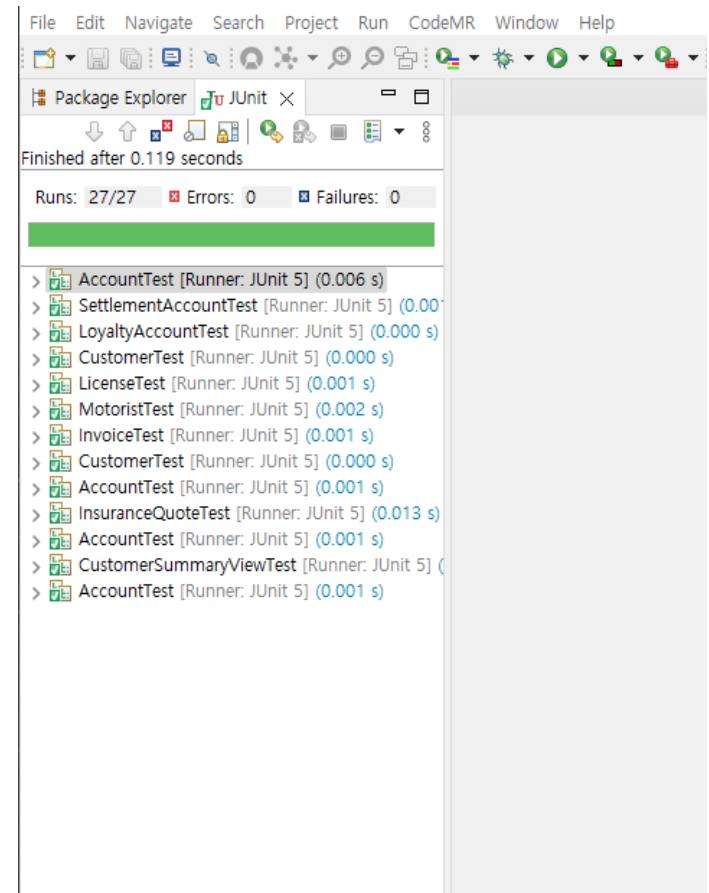 File Edit Navigate Search Project Run CodeMR Window Help
Package Explorer JU JUnit
Finished after 0.119 seconds
Runs: 27/27 Errors: 0 Failures: 0
AccountTest [Runner: JUnit 5] (0.006 s)
SettlementAccountTest [Runner: JUnit 5] (0.00
LoyaltyAccountTest [Runner: JUnit 5] (0.000 s)
CustomerTest [Runner: JUnit 5] (0.000 s)
LicenseTest [Runner: JUnit 5] (0.001 s)
MotoristTest [Runner: JUnit 5] (0.002 s)
InvoiceTest [Runner: JUnit 5] (0.001 s)
CustomerTest [Runner: JUnit 5] (0.000 s)
AccountTest [Runner: JUnit 5] (0.001 s)
InsuranceQuoteTest [Runner: JUnit 5] (0.013 s)
AccountTest [Runner: JUnit 5] (0.001 s)
CustomerSummaryViewTest [Runner: JUnit 5] (
AccountTest [Runner: JUnit 5] (0.001 s)